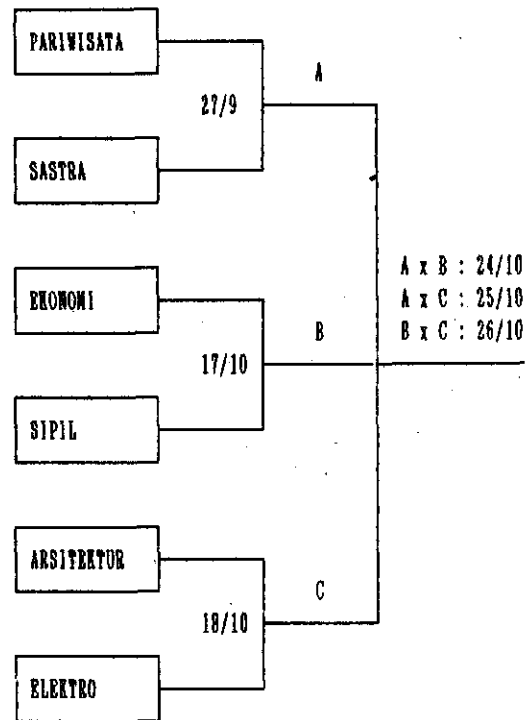 PARIWISATA
A
27/9
SASTRA
A x B : 24/10
A x C : 25/10
B x C : 26/10
EKONOMI
B
17/10
SIPIL
ARSITEKTUR
C
18/10
ELEKTRO